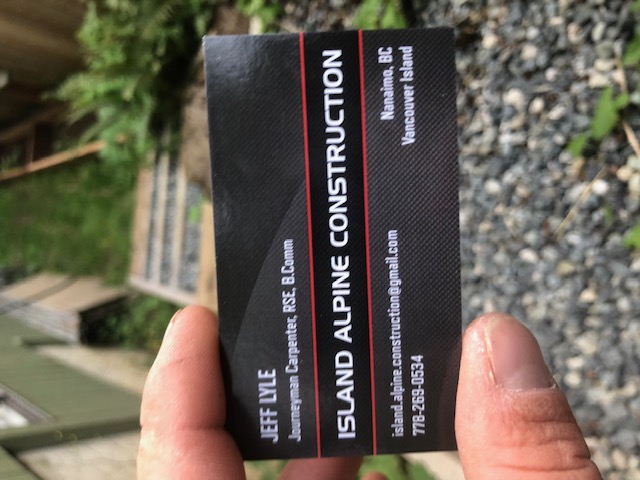 JEFF LYLE
Journeyman Carpenter, RSE, B.Comm
ISLAND ALPINE CONSTRUCTION
island.alpine.construction@gmail.com
778-269-0534
Nanaimo, BC
Vancouver Island